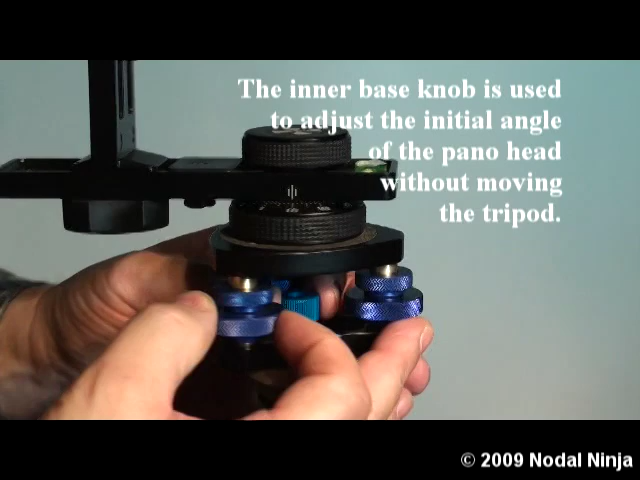 The inner base knob is used
to adjust the initial angle
of the pano head
without moving
the tripod.
© 2009 Nodal Ninja